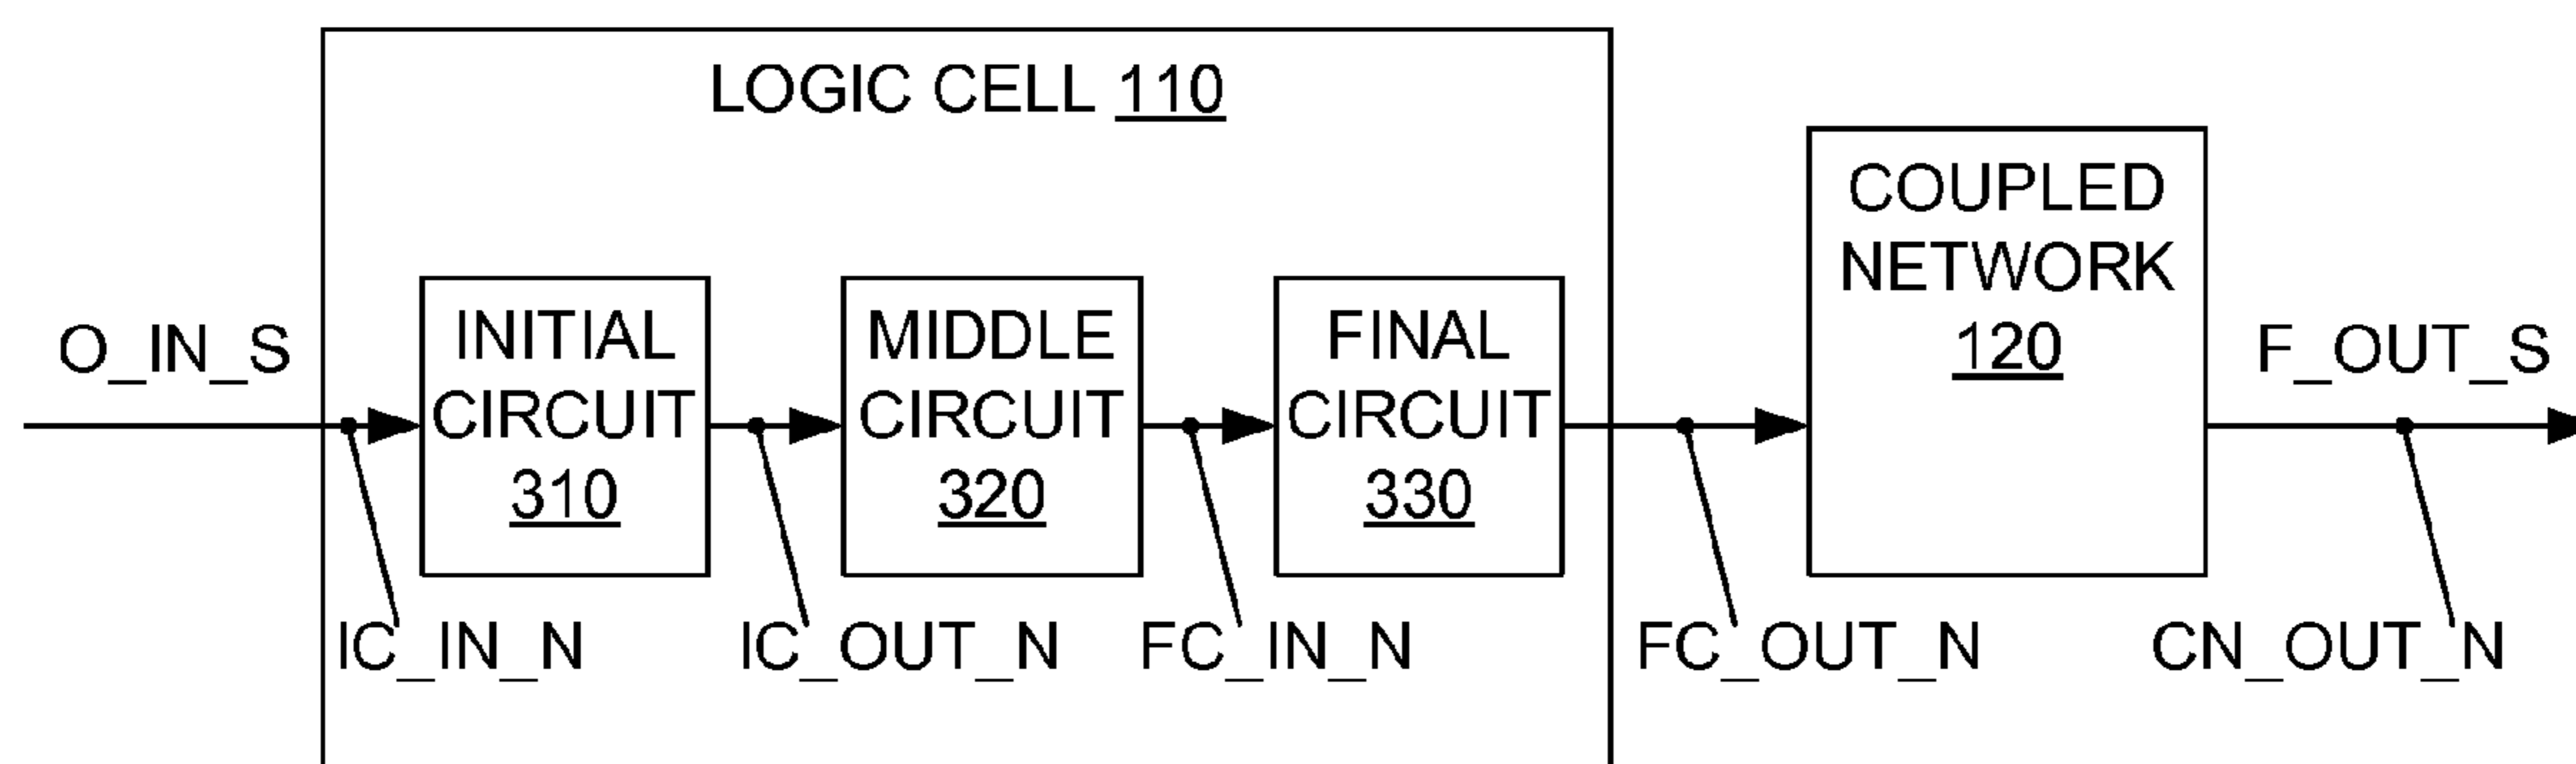 LOGIC CELL 110
COUPLED
NETWORK
120
O_IN_S
INITIAL
CIRCUIT
310
MIDDLE
CIRCUIT
320
FINAL
CIRCUIT
330
F_OUT_S
IC_IN_N
IC_OUT_N
FC_IN_N
FC_OUT_N
CN_OUT_N